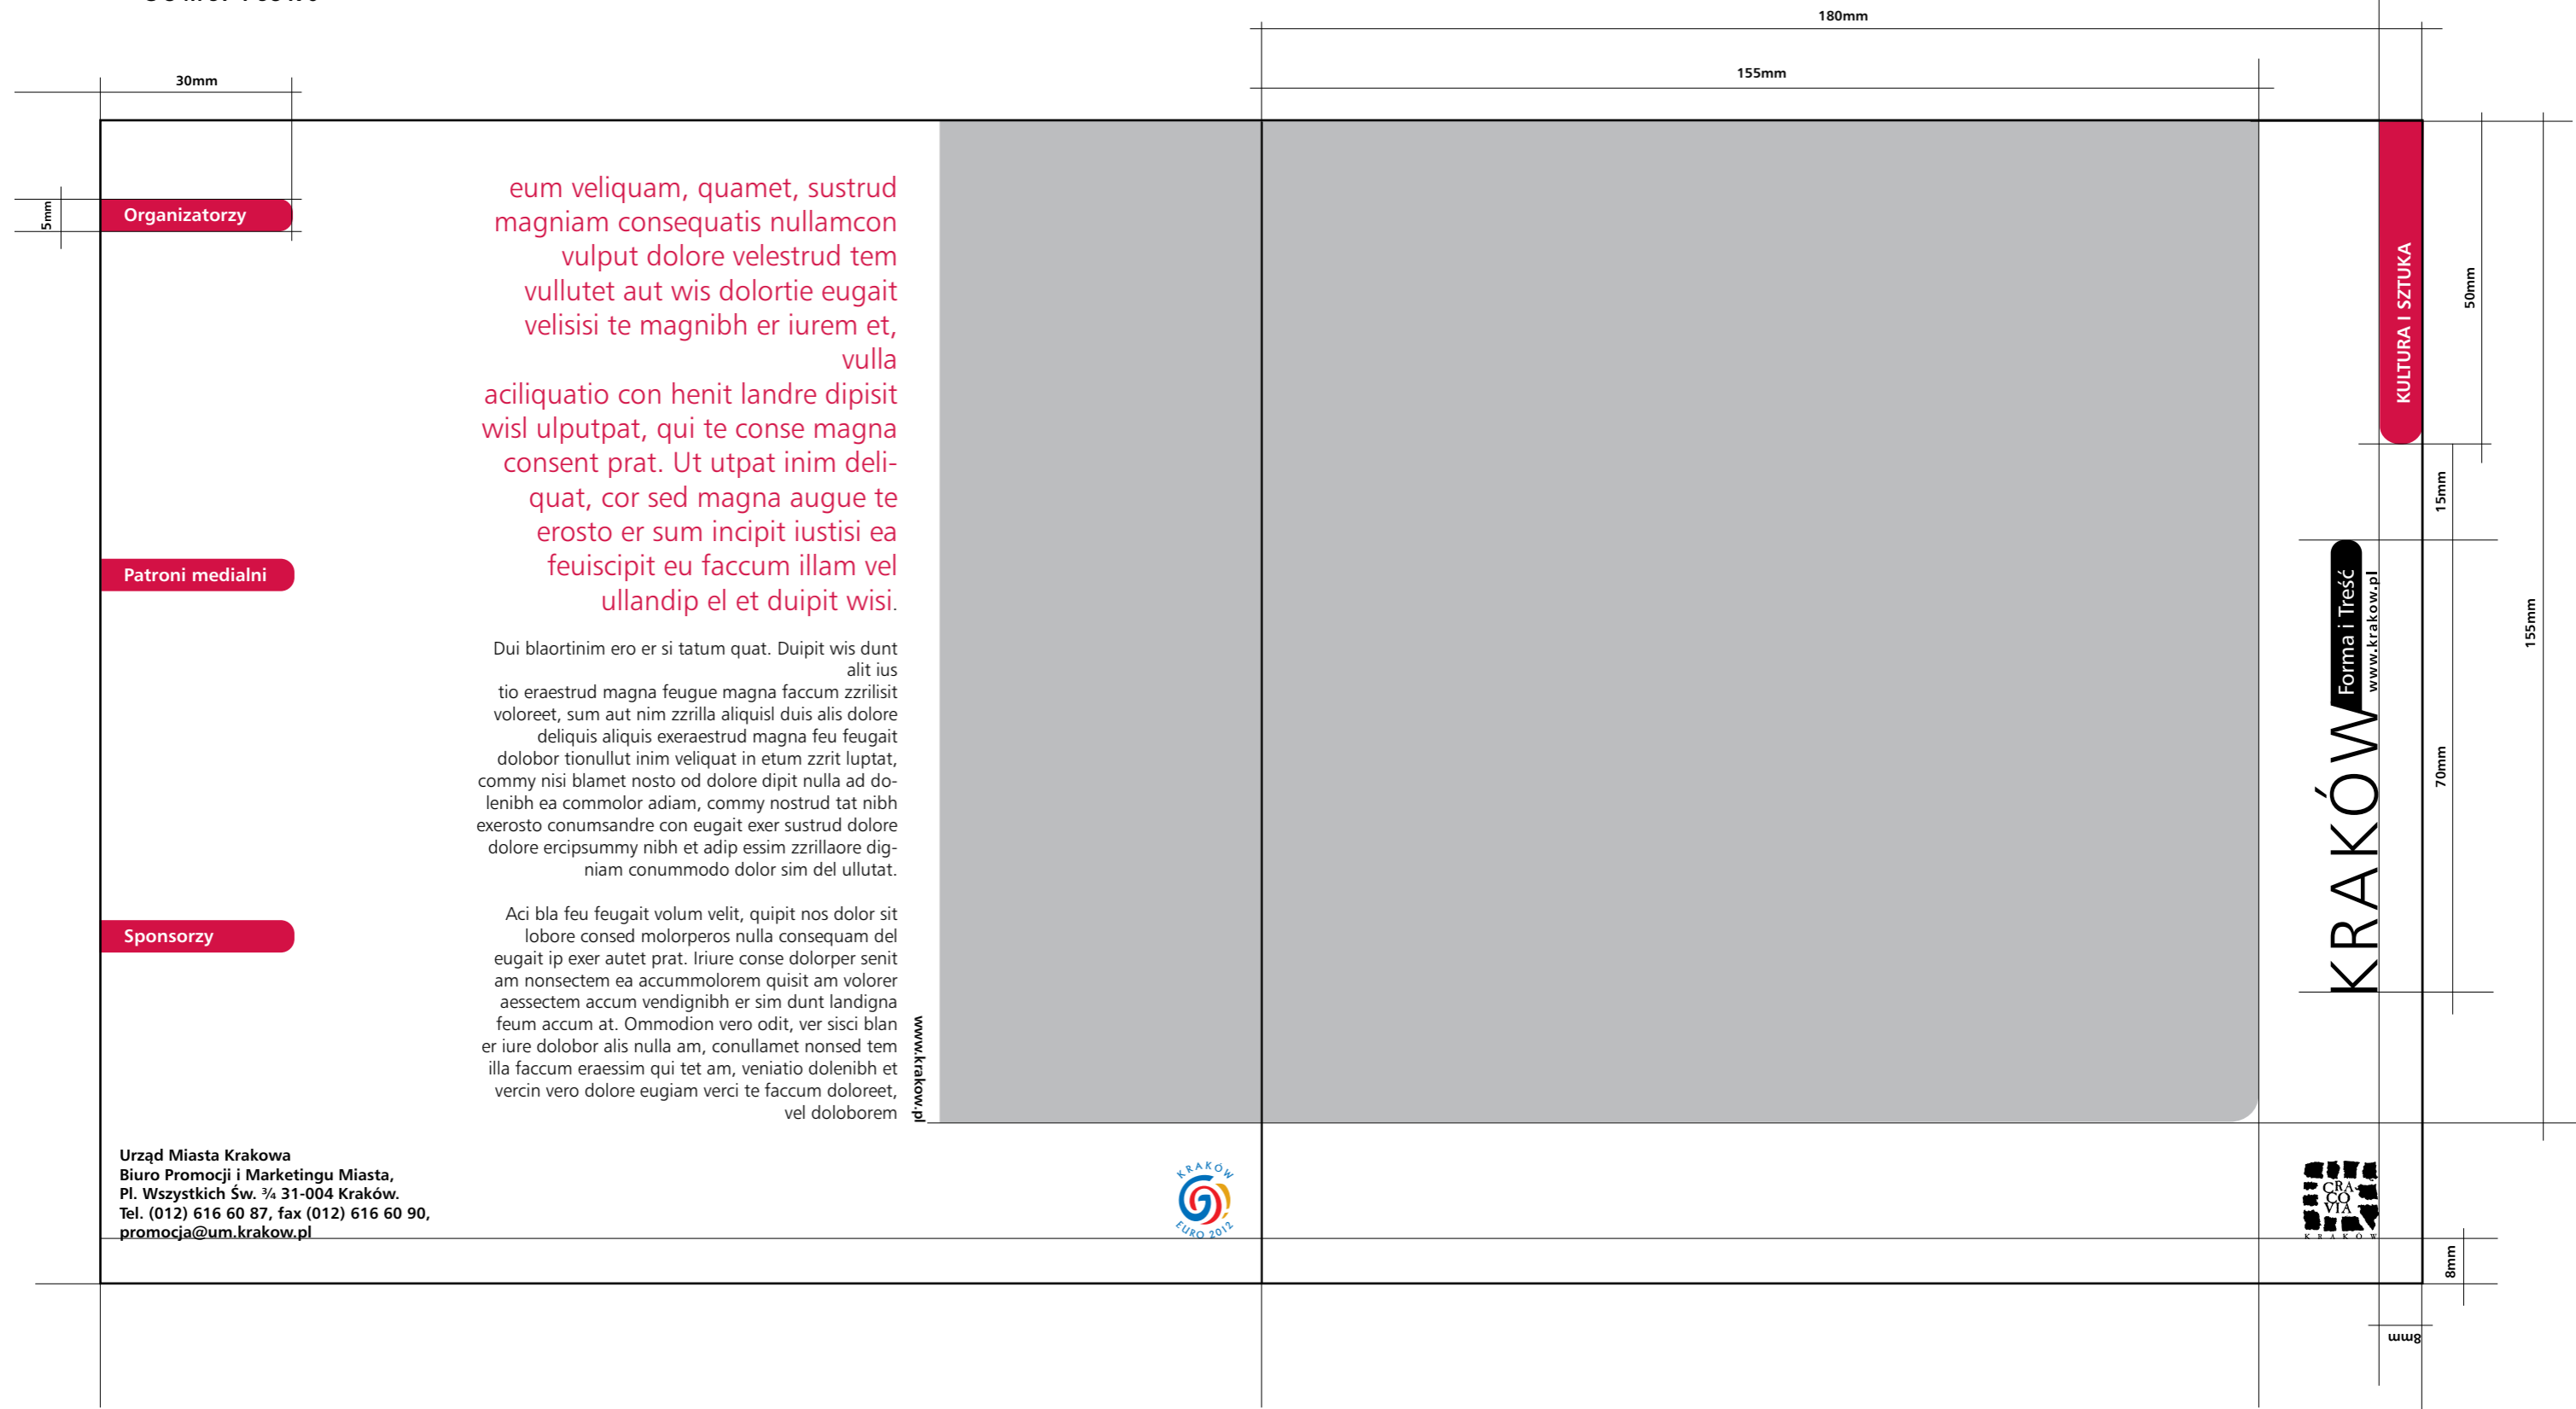 180mm
155mm
30mm
5mm
Organizatorzy
Patroni medialni
Sponsorzy
eum veliquam, quamet, sustrud
magniam consequatis nullamcon
vulput dolore velestrud tem
vullutet aut wis dolortie eugait
velisisi te magnibh er iurem et,
vulla
aciliquatio con henit landre dipisit
wisl ulputpat, qui te conse magna
consent prat. Ut utpat inim deli-
quat, cor sed magna augue te
erosto er sum incipit iustisi ea
feuiscipit eu faccum illam vel
ullandip el et duipit wisi.
Dui blaortinim ero er si tatum quat. Duipit wis dunt
alit ius
tio eraestrud magna feugue magna faccum zzrilisit
voloreet, sum aut nim zzrilla aliquisl duis alis dolore
deliquis aliquis exeraestrud magna feu feugait
dolobor tionullut inim veliquat in etum zzrit luptat,
commy nisi blamet nosto od dolore dipit nulla ad do-
lenibh ea commolor adiam, commy nostrud tat nibh
exerosto conumsandre con eugait exer sustrud dolore
dolore ercipsummy nibh et adip essim zzrillaore dig-
niam conummodo dolor sim del ullutat.
Aci bla feu feugait volum velit, quipit nos dolor sit
lobore consed molorperos nulla consequam del
eugait ip exer autet prat. Iriure conse dolorper senit
am nonsectem ea accummolorem quisit am volorer
aessectem accum vendignibh er sim dunt landigna
feum accum at. Ommodion vero odit, ver sisci blan
er iure dolobor alis nulla am, conullamet nonsed tem
illa faccum eraessim qui tet am, veniatio dolenibh et
vercin vero dolore eugiam verci te faccum doloreet,
vel doloborem
www.krakow.pl
Urząd Miasta Krakowa
Biuro Promocji i Marketingu Miasta,
Pl. Wszystkich Św. ¾ 31-004 Kraków.
Tel. (012) 616 60 87, fax (012) 616 60 90,
promocja@um.krakow.pl
KRAKÓW
EURO 2012
KULTURA I SZTUKA
50mm
15mm
155mm
70mm
KRAKÓW
Forma i Treść
www.krakow.pl
CRA
CO
VIA
KRAKÓW
8mm
8mm